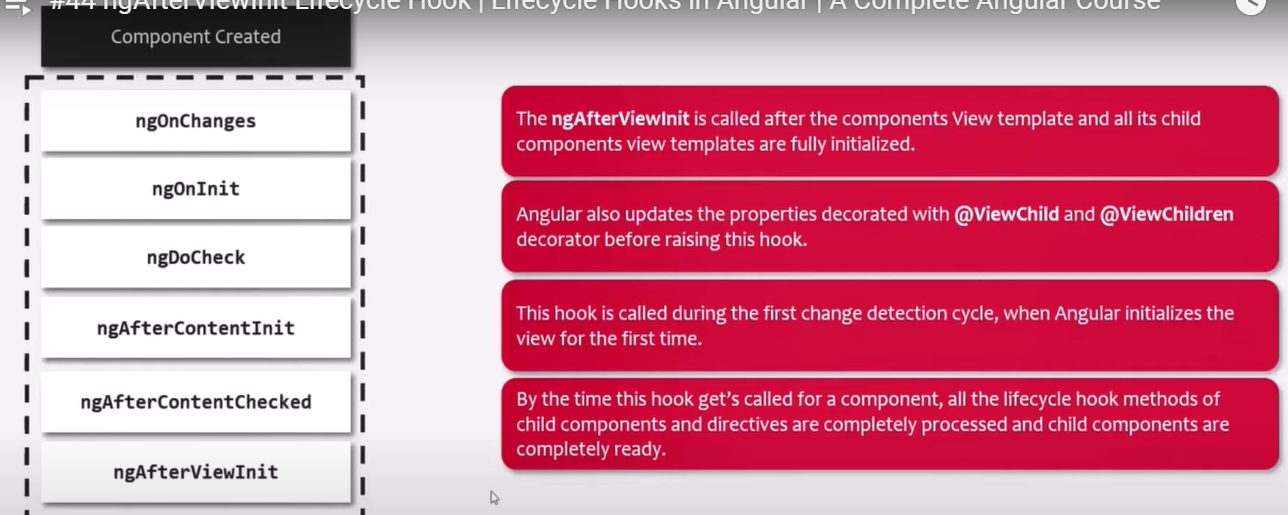 #44 ngAfterViewInit Lifecycle Hook | Lifecycle Hooks in Angular | A Complete Angular Course
Component Created
ngOnChanges
ngOnInit
ngDoCheck
ngAfterContentInit
ngAfterContentChecked
ngAfterViewInit
The ngAfterViewInit is called after the components View template and all its child
components view templates are fully initialized.
Angular also updates the properties decorated with @ViewChild and @ViewChildren
decorator before raising this hook.
This hook is called during the first change detection cycle, when Angular initializes the
view for the first time.
By the time this hook get's called for a component, all the lifecycle hook methods of
child components and directives are completely processed and child components are
completely ready.